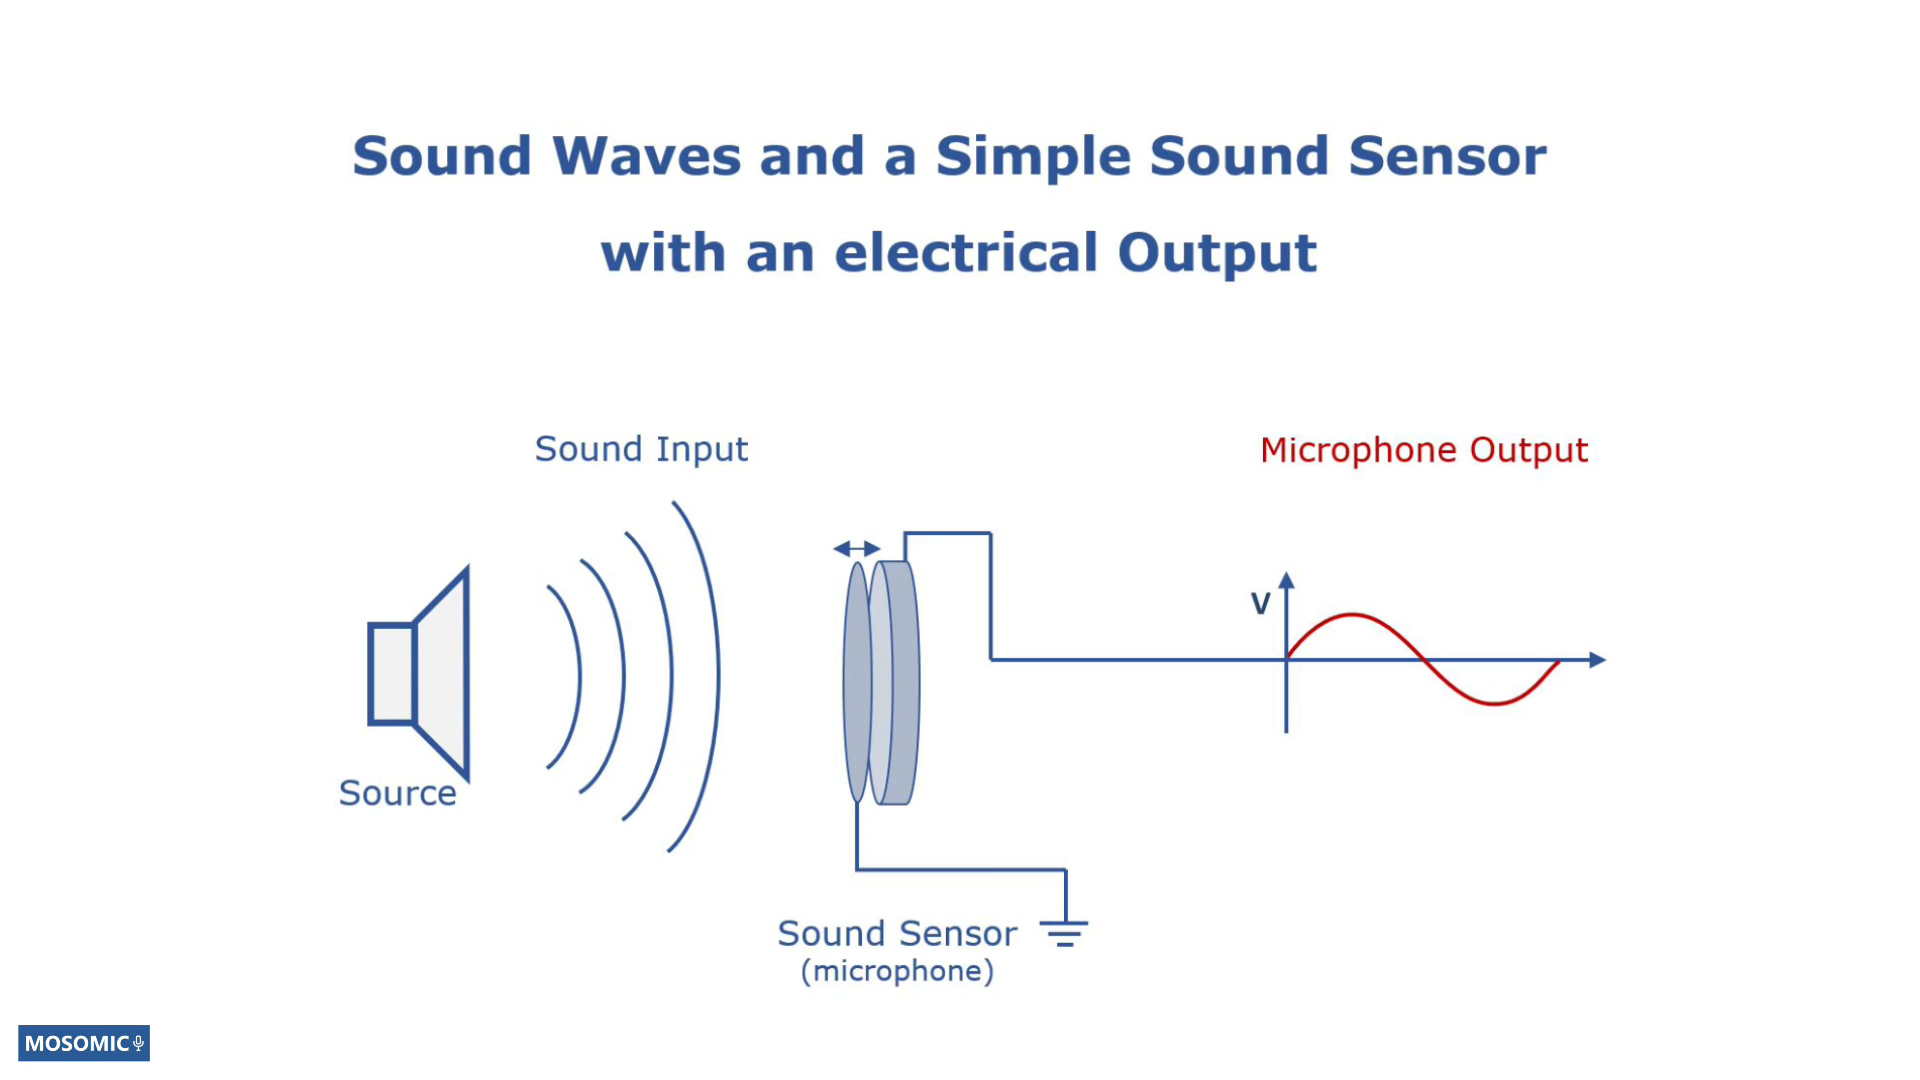 Sound Waves and a Simple Sound Sensor
with an electrical Output
Sound Input
Microphone Output
V
Source
Sound Sensor
(microphone)
MOSOMIC